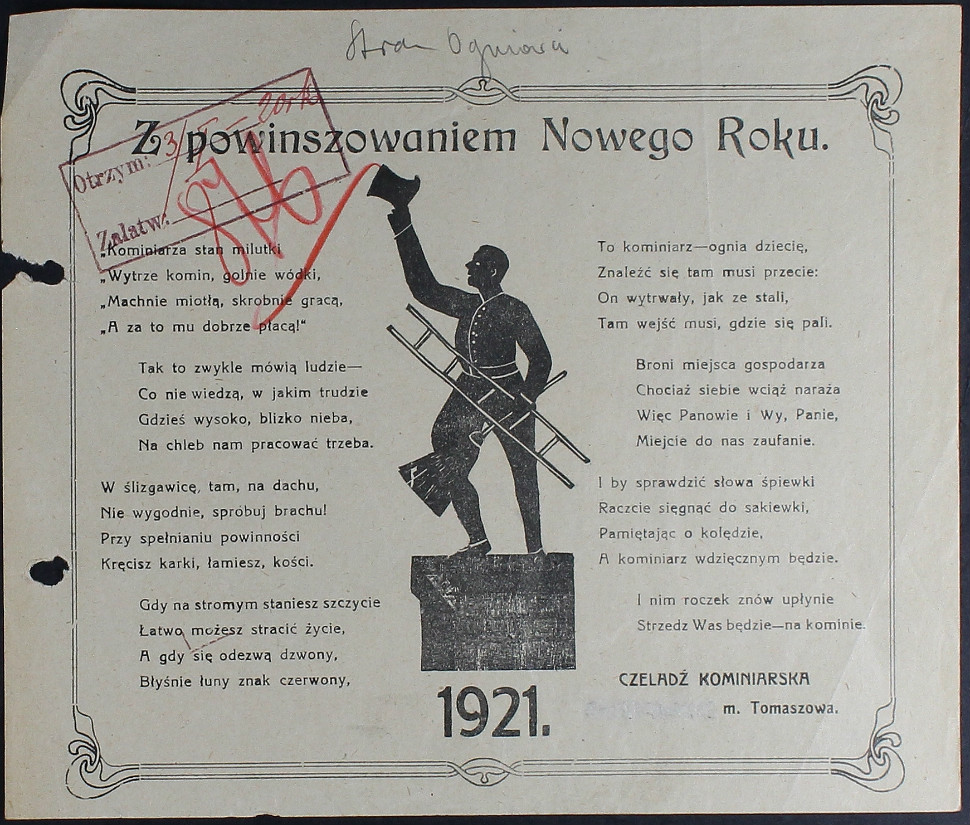 Straż Ogniowa
Z powinszowaniem Nowego Roku.
Otrzym: 3/I
Załatw:
„Kominiarza stan milutki
„Wytrze komin, golnie wódki,
„Machnie miotłą, skrobnie gracą,
„A za to mu dobrze płacą!“
Tak to zwykle mówią ludzie—
Co nie wiedzą, w jakim trudzie
Gdzieś wysoko, blizko nieba,
Na chleb nam pracować trzeba.
W ślizgawicę, tam, na dachu,
Nie wygodnie, spróbuj brachu!
Przy spełnianiu powinności
Kręcisz karki, łamiesz, kości.
Gdy na stromym staniesz szczycie
Łatwo możesz stracić życie,
A gdy się odezwą dzwony,
Błyśnie łuny znak czerwony,
To kominiarz—ognia dziecię,
Znaleźć się tam musi przecie:
On wytrwały, jak ze stali,
Tam wejść musi, gdzie się pali.
Broni miejsca gospodarza
Chociaż siebie wciąż naraża
Więc Panowie i Wy, Panie,
Miejcie do nas zaufanie.
I by sprawdzić słowa śpiewki
Raczcie sięgnąć do sakiewki,
Pamiętając o kolędzie,
A kominiarz wdzięcznym będzie.
I nim roczek znów upłynie
Strzedz Was będzie—na kominie.
CZELADŹ KOMINIARSKA
m. Tomaszowa.
1921.